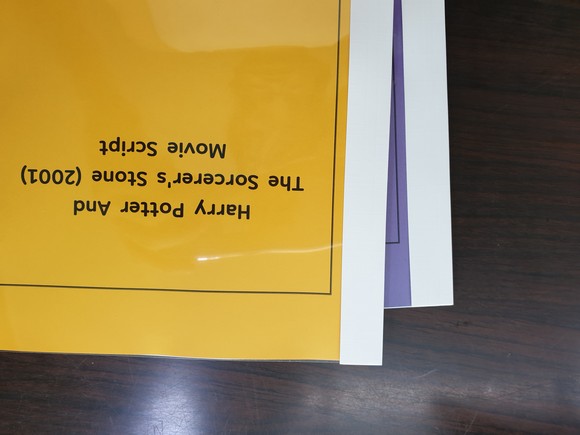 Harry Potter And
The Sorcerer's Stone (2001)
Movie Script